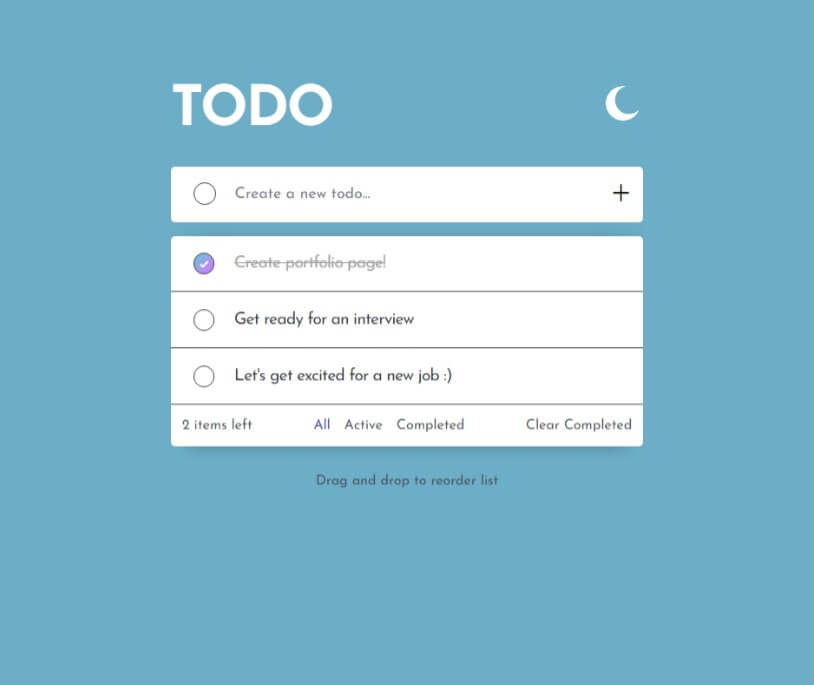 TODO
Create a new todo...
Create portfolio page!
Get ready for an interview
Let's get excited for a new job :)
2 items left All Active Completed Clear Completed
Drag and drop to reorder list